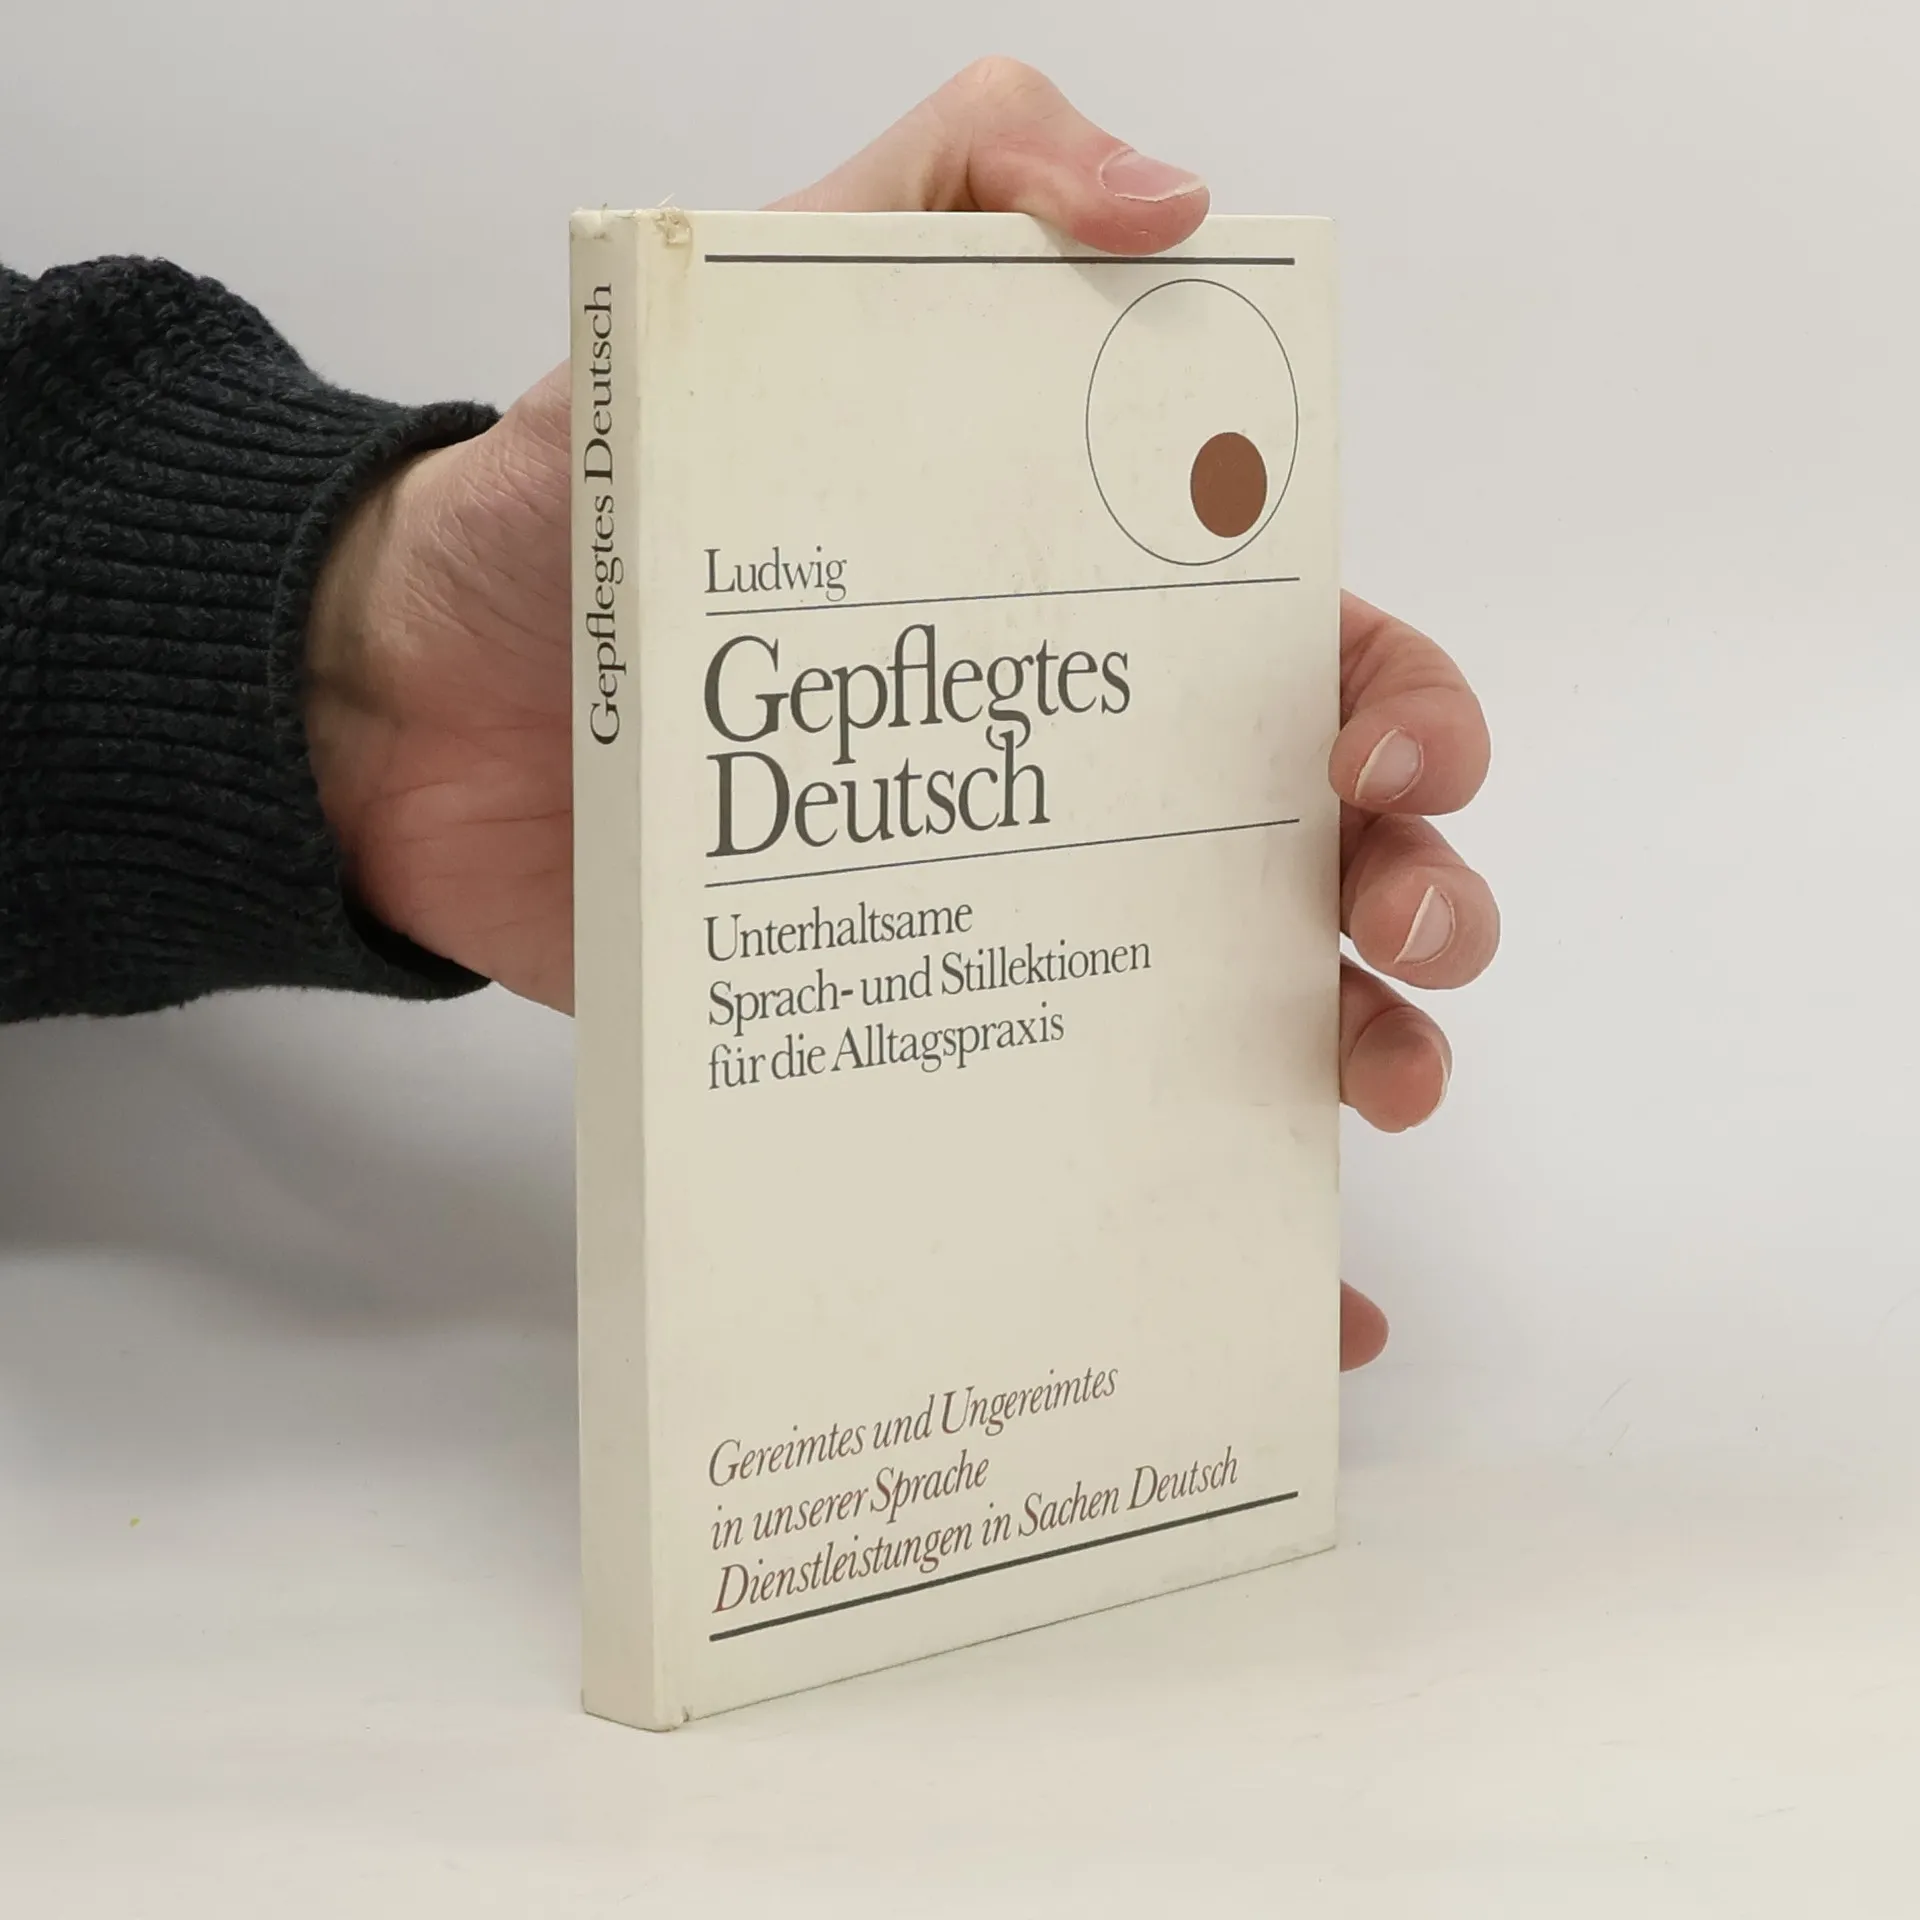 Gepflegtes Deutsch
Ludwig
Gepflegtes
Deutsch
Unterhaltsame
Sprach- und Stillektionen
für die Alltagspraxis
Gereimtes und Ungereimtes
in unserer Sprache
Dienstleistungen in Sachen Deutsch